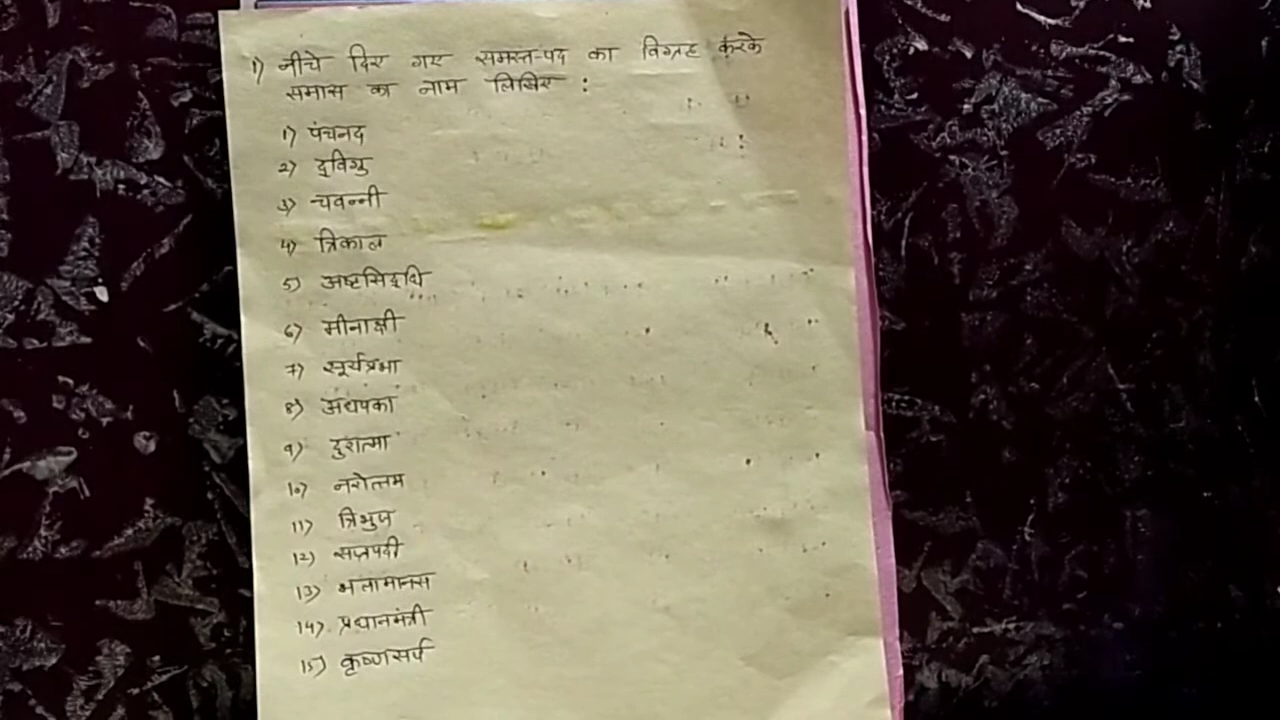 1) नीचे दिए गए समस्त-पद का विग्रह करके
समास का नाम लिखिए :
1) पंचनद
2) द्‌विगु
3) चवन्नी
4) त्रिकाल
5) अष्टसिद्‌धि
6) मीनाक्षी
7) सूर्यप्रभा
8) अधपका
9) दुरात्मा
10) नरोत्तम
11) त्रिभुज
12) सप्तपदी
13) भलामानस
14) प्रधानमंत्री
15) कृष्णसर्प